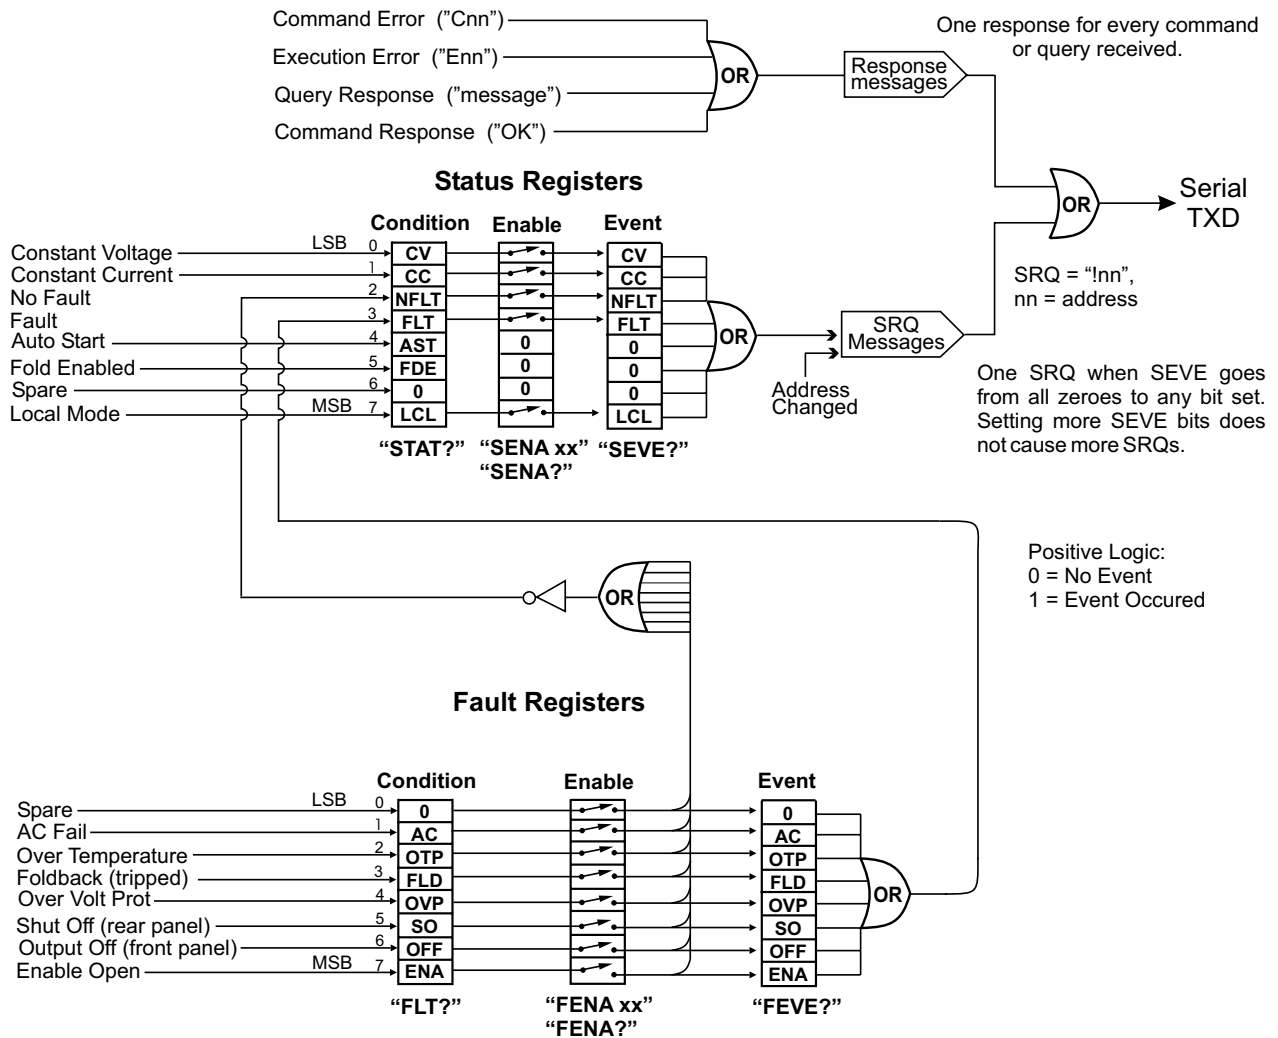 Command Error ("Cnn")
Execution Error ("Enn")
Query Response ("message")
Command Response ("OK")
OR
Response
messages
One response for every command
or query received.
OR
Serial
TXD
Status Registers
Condition Enable Event
Constant Voltage LSB 0 CV CV
Constant Current 1 CC CC
No Fault 2 NFLT NFLT
Fault 3 FLT FLT
Auto Start 4 AST 0 0
Fold Enabled 5 FDE 0 0
Spare 6 0 0 0
Local Mode MSB 7 LCL LCL
"STAT?" "SENA xx" "SEVE?"
"SENA?"
OR
Address
Changed
SRQ
Messages
SRQ = "!nn",
nn = address
One SRQ when SEVE goes
from all zeroes to any bit set.
Setting more SEVE bits does
not cause more SRQs.
Positive Logic:
0 = No Event
1 = Event Occured
OR
Fault Registers
Condition Enable Event
Spare LSB 0 0 0
AC Fail 1 AC AC
Over Temperature 2 OTP OTP
Foldback (tripped) 3 FLD FLD
Over Volt Prot 4 OVP OVP
Shut Off (rear panel) 5 SO SO
Output Off (front panel) 6 OFF OFF
Enable Open MSB 7 ENA ENA
OR
"FLT?" "FENA xx" "FEVE?"
"FENA?"